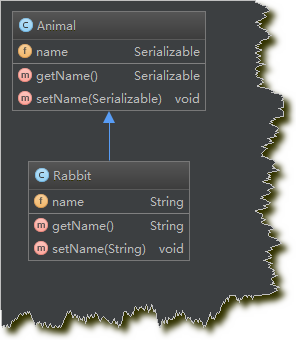 C Animal
f name Serializable
m getName() Serializable
m setName(Serializable) void
C Rabbit
f name String
m getName() String
m setName(String) void